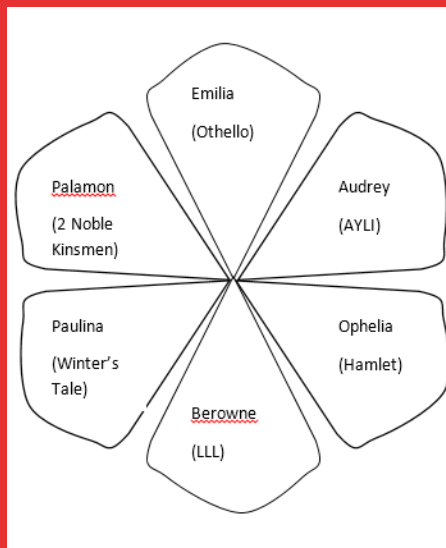 Emilia
(Othello)
Palamon
(2 Noble
Kinsmen)
Audrey
(AYLI)
Paulina
(Winter's
Tale)
Ophelia
(Hamlet)
Berowne
(LLL)